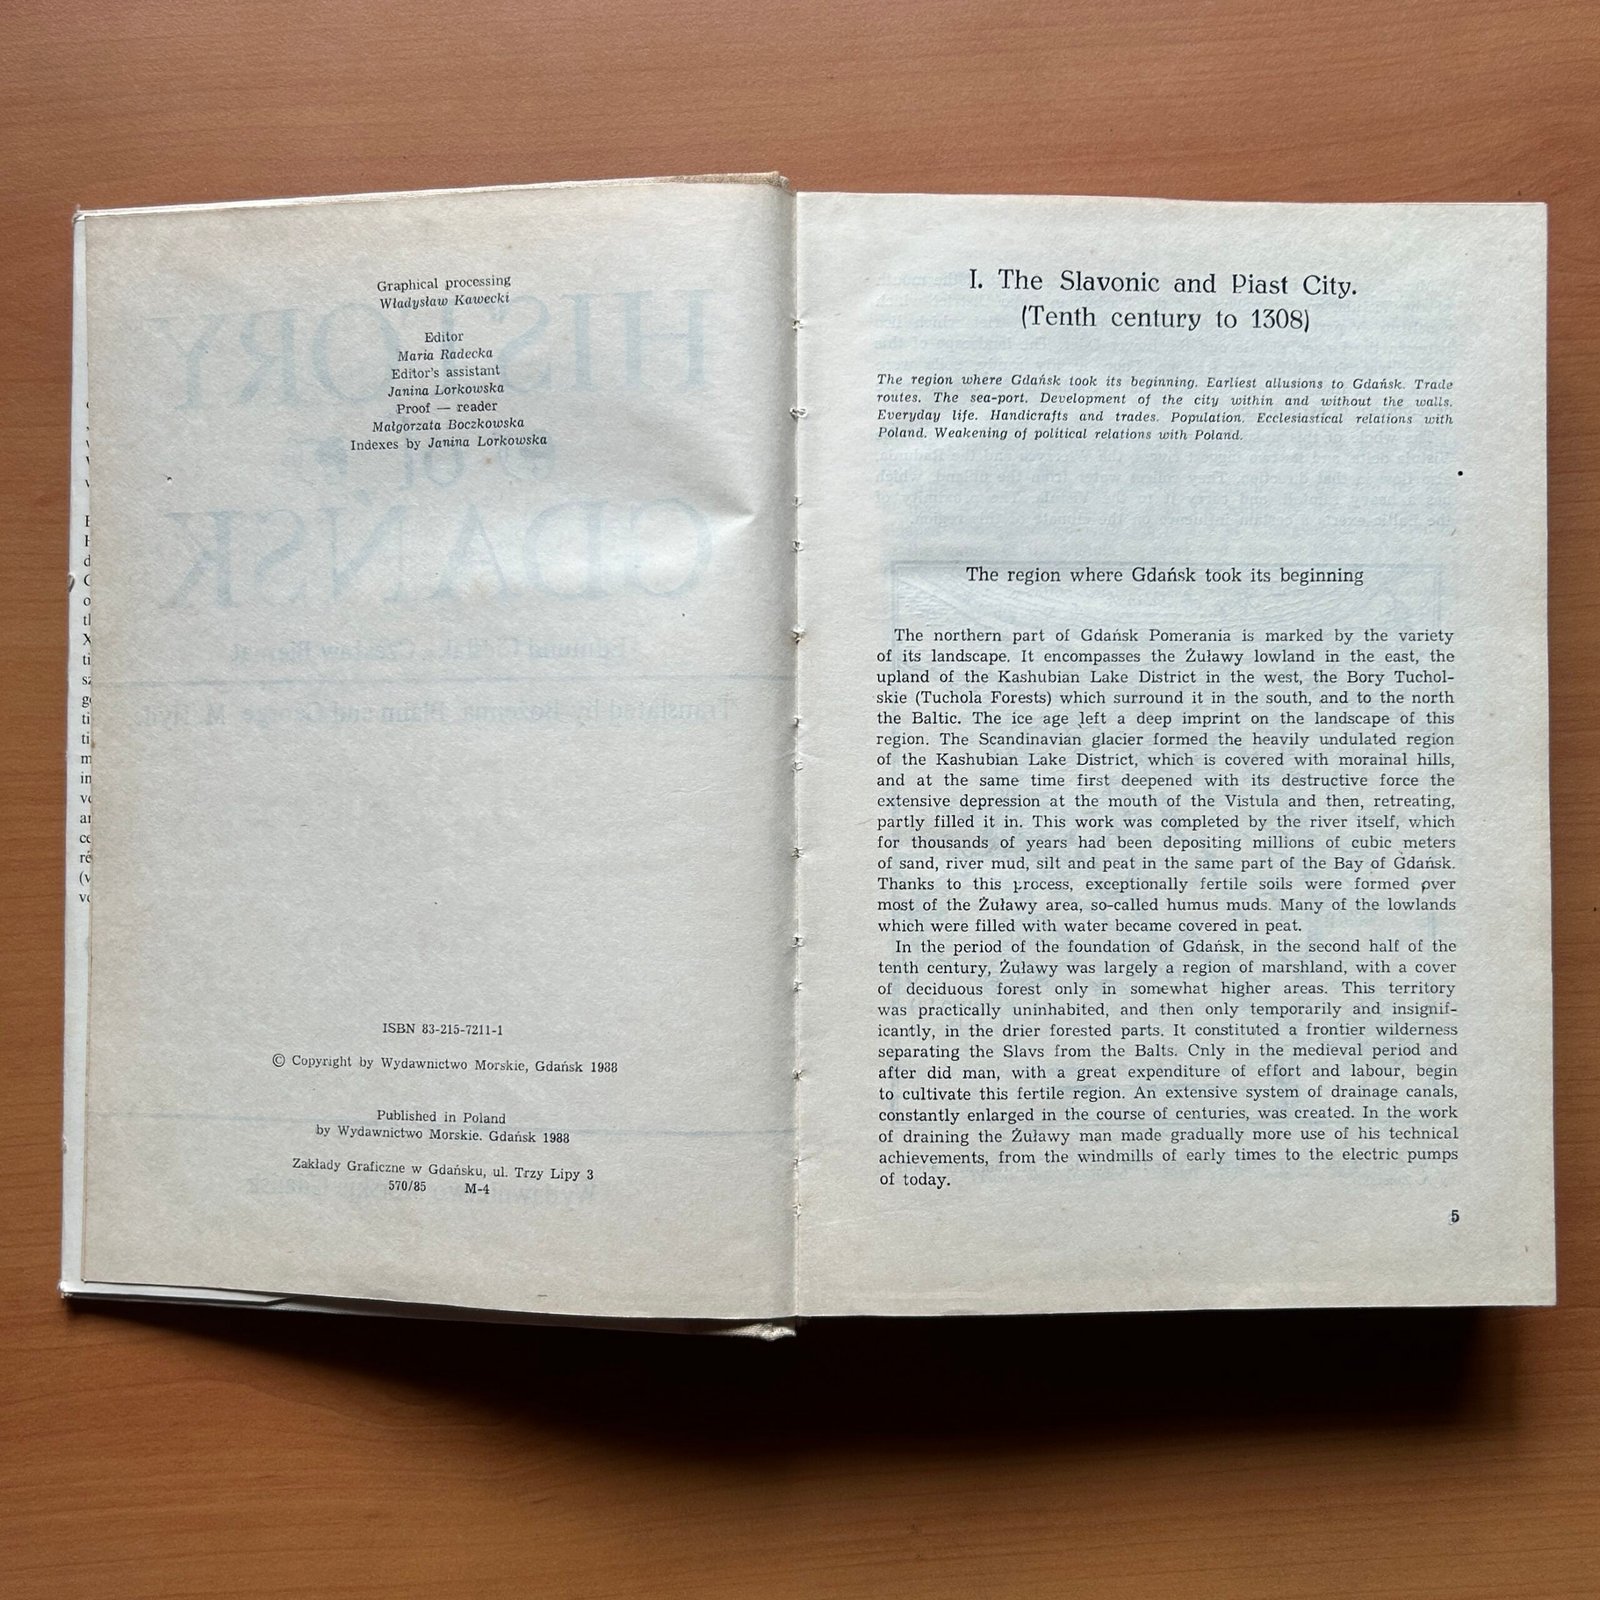 Graphical processing
Władysław Kawecki
Editor
Maria Radecka
Editor's assistant
Janina Lorkowska
Proof — reader
Małgorzata Boczkowska
Indexes by Janina Lorkowska
HISTORY
OF
GDAŃSK
Translated by Bożenna Blaim and George M. Hyde
ISBN 83-215-7211-1
© Copyright by Wydawnictwo Morskie, Gdańsk 1988
Published in Poland
by Wydawnictwo Morskie. Gdańsk 1988
Zakłady Graficzne w Gdańsku, ul. Trzy Lipy 3
570/85 M-4
I. The Slavonic and Piast City.
(Tenth century to 1308)
The region where Gdańsk took its beginning. Earliest allusions to Gdańsk. Trade
routes. The sea-port. Development of the city within and without the walls.
Everyday life. Handicrafts and trades. Population. Ecclesiastical relations with
Poland. Weakening of political relations with Poland.
The region where Gdańsk took its beginning
The northern part of Gdańsk Pomerania is marked by the variety
of its landscape. It encompasses the Żuławy lowland in the east, the
upland of the Kashubian Lake District in the west, the Bory Tuchol-
skie (Tuchola Forests) which surround it in the south, and to the north
the Baltic. The ice age left a deep imprint on the landscape of this
region. The Scandinavian glacier formed the heavily undulated region
of the Kashubian Lake District, which is covered with morainal hills,
and at the same time first deepened with its destructive force the
extensive depression at the mouth of the Vistula and then, retreating,
partly filled it in. This work was completed by the river itself, which
for thousands of years had been depositing millions of cubic meters
of sand, river mud, silt and peat in the same part of the Bay of Gdańsk.
Thanks to this process, exceptionally fertile soils were formed over
most of the Żuławy area, so-called humus muds. Many of the lowlands
which were filled with water became covered in peat.
In the period of the foundation of Gdańsk, in the second half of the
tenth century, Żuławy was largely a region of marshland, with a cover
of deciduous forest only in somewhat higher areas. This territory
was practically uninhabited, and then only temporarily and insignif-
icantly, in the drier forested parts. It constituted a frontier wilderness
separating the Slavs from the Balts. Only in the medieval period and
after did man, with a great expenditure of effort and labour, begin
to cultivate this fertile region. An extensive system of drainage canals,
constantly enlarged in the course of centuries, was created. In the work
of draining the Żuławy man made gradually more use of his technical
achievements, from the windmills of early times to the electric pumps
of today.
5